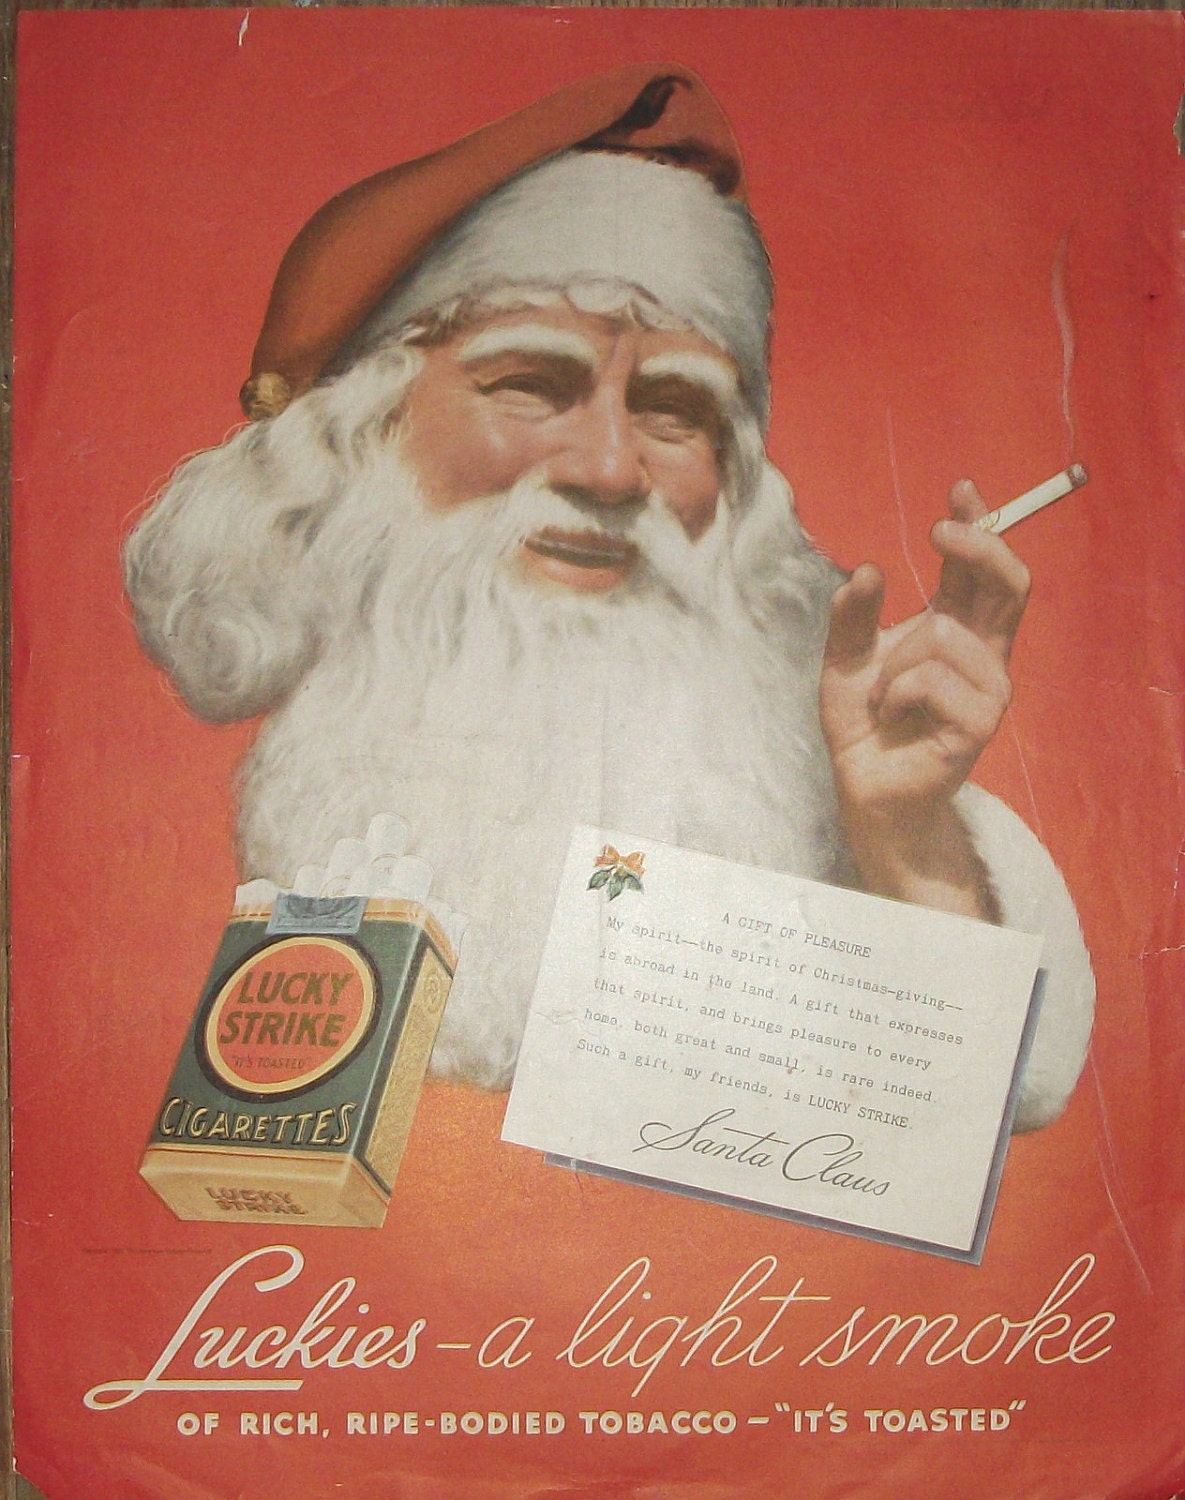 LUCKY
STRIKE
"IT'S TOASTED"
CIGARETTES
LUCKY
STRIKE
A GIFT OF PLEASURE
My spirit—the spirit of Christmas-giving—
is abroad in the land. A gift that expresses
that spirit, and brings pleasure to every
home, both great and small, is rare indeed.
Such a gift, my friends, is LUCKY STRIKE.
Santa Claus
Luckies – a light smoke
OF RICH, RIPE-BODIED TOBACCO – "IT'S TOASTED"